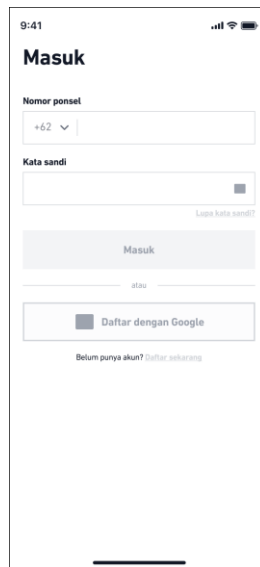 9:41
Masuk
Nomor ponsel
+62
Kata sandi
Lupa kata sandi?
Masuk
atau
Daftar dengan Google
Belum punya akun? Daftar sekarang